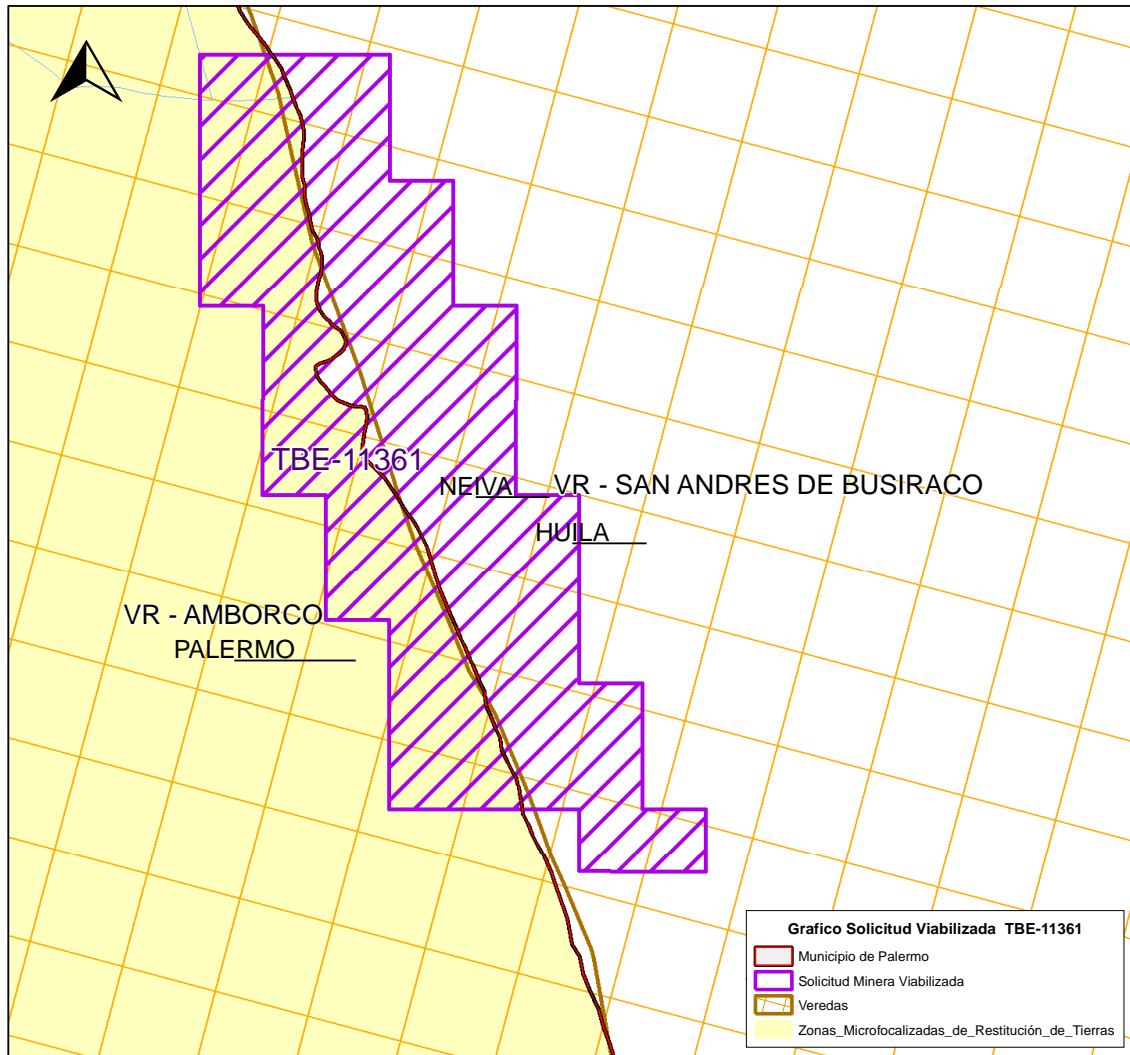 TBE-11361
NEIVA
VR - SAN ANDRES DE BUSIRACO
HUILA
VR - AMBORCO
PALERMO
Grafico Solicitud Viabilizada TBE-11361
Municipio de Palermo
Solicitud Minera Viabilizada
Veredas
Zonas_Microfocalizadas_de_Restitución_de_Tierras